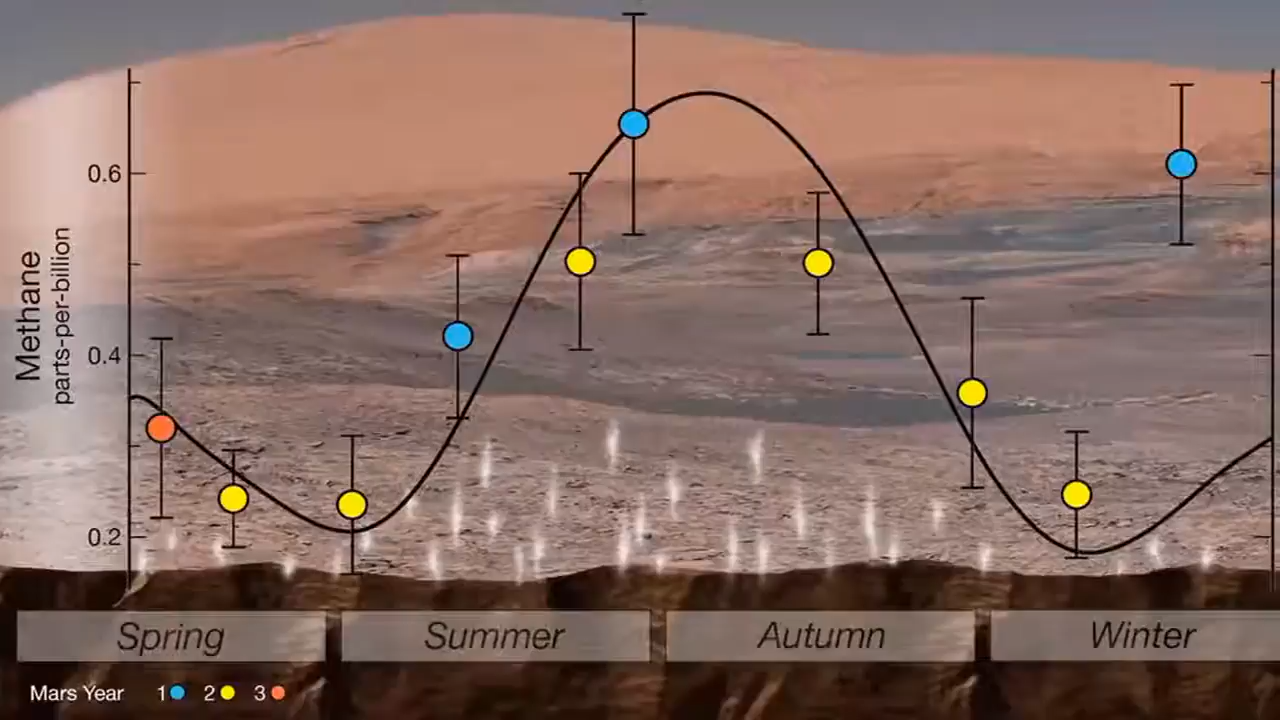 0.6
0.4
0.2
Methane
parts-per-billion
Spring Summer Autumn Winter
Mars Year 1 2 3